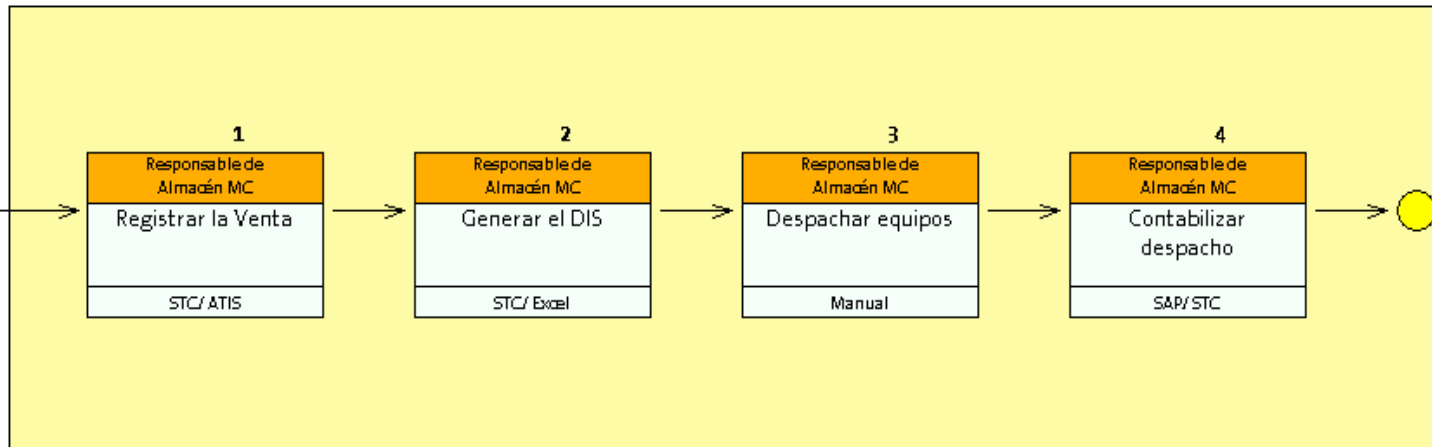 1
Responsable de
Almacén MC
Registrar la Venta
STC/ ATIS
2
Responsable de
Almacén MC
Generar el DIS
STC/ Excel
3
Responsable de
Almacén MC
Despachar equipos
Manual
4
Responsable de
Almacén MC
Contabilizar
despacho
SAP/ STC